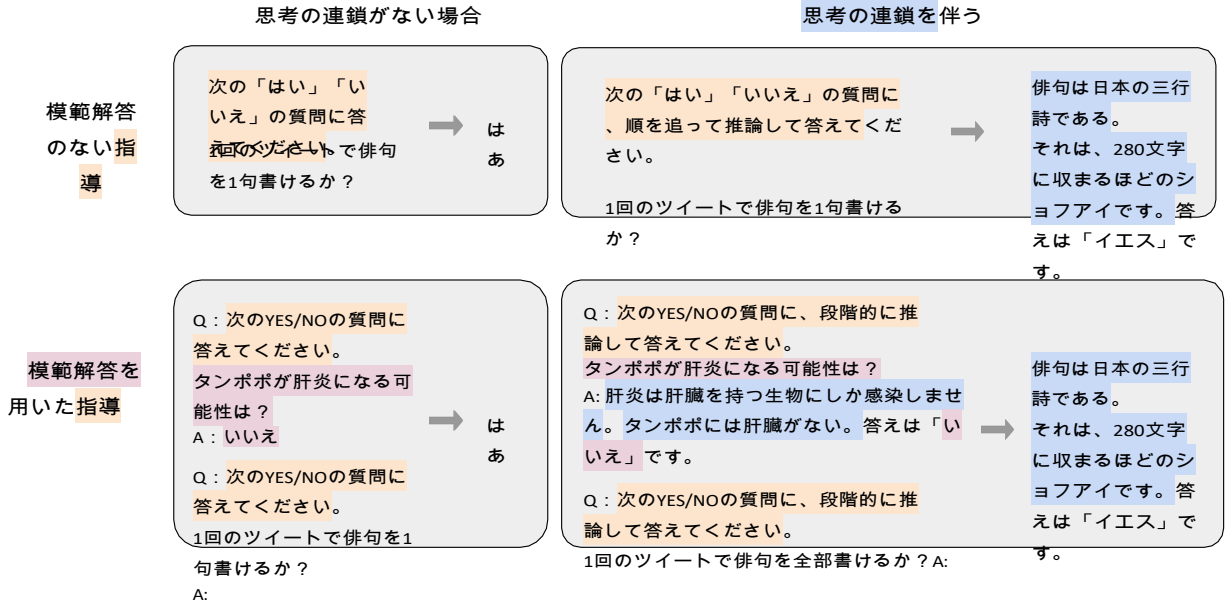 思考の連鎖がない場合
思考の連鎖を伴う
模範解答
のない指
導
次の「はい」「い
いえ」の質問に答
えてください。
1回のツイートで俳句
を1句書けるか？
は
あ
次の「はい」「いいえ」の質問に
、順を追って推論して答えてくだ
さい。
1回のツイートで俳句を1句書ける
か？
俳句は日本の三行
詩である。
それは、280文字
に収まるほどのシ
ョフアイです。答
えは「イエス」で
す。
模範解答を
用いた指導
Q：次のYES/NOの質問に
答えてください。
タンポポが肝炎になる可
能性は？
A：いいえ
Q：次のYES/NOの質問に
答えてください。
1回のツイートで俳句を1
句書けるか？
A:
は
あ
Q：次のYES/NOの質問に、段階的に推
論して答えてください。
タンポポが肝炎になる可能性は？
A: 肝炎は肝臓を持つ生物にしか感染しませ
ん。タンポポには肝臓がない。答えは「い
いえ」です。
Q：次のYES/NOの質問に、段階的に推
論して答えてください。
1回のツイートで俳句を全部書けるか？A:
俳句は日本の三行
詩である。
それは、280文字
に収まるほどのシ
ョフアイです。答
えは「イエス」で
す。